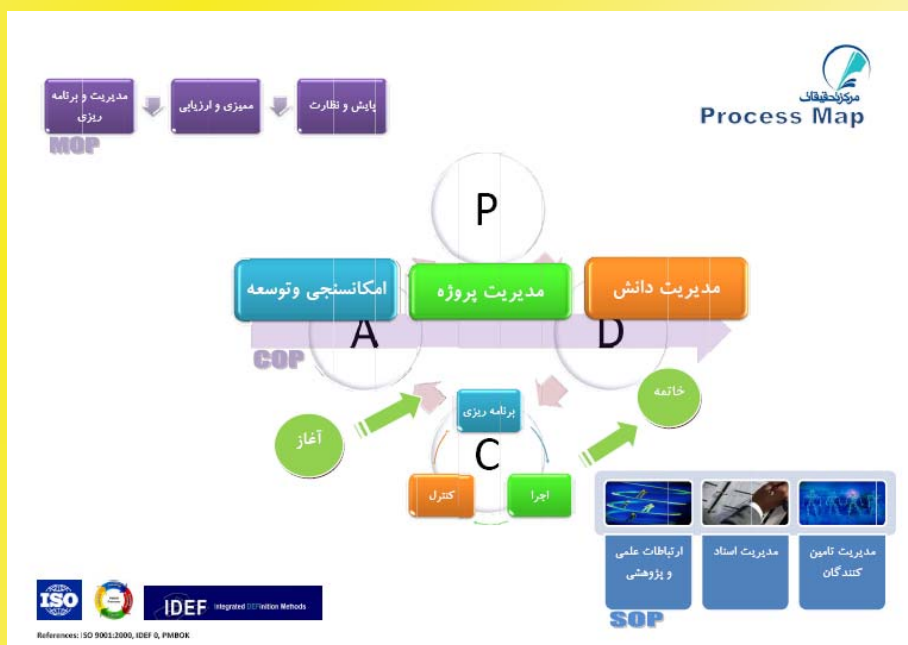 مرکز تحقیقات
Process Map
مدیریت و برنامه
ریزی
ممیزی و ارزیابی
پایش و نظارت
MOP
P
امکانسنجی وتوسعه
مدیریت پروژه
مدیریت دانش
A
D
COP
آغاز
خاتمه
برنامه ریزی
C
کنترل
اجرا
ارتباطات علمی
و پژوهشی
مدیریت اسناد
مدیریت تامین
کنندگان
SOP
ISO
IDEF Integrated DEFinition Methods
References: ISO 9001:2000, IDEF 0, PMBOK